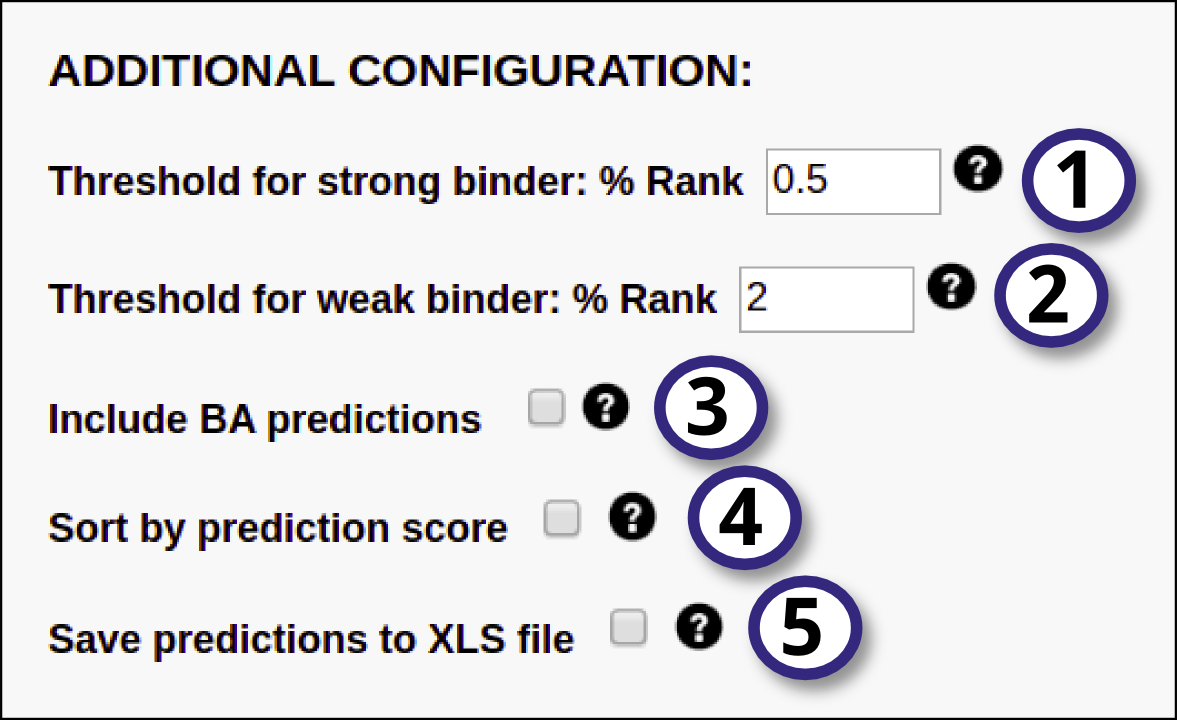 ADDITIONAL CONFIGURATION:
Threshold for strong binder: % Rank 0.5 ? 1
Threshold for weak binder: % Rank 2 ? 2
Include BA predictions ? 3
Sort by prediction score ? 4
Save predictions to XLS file ? 5